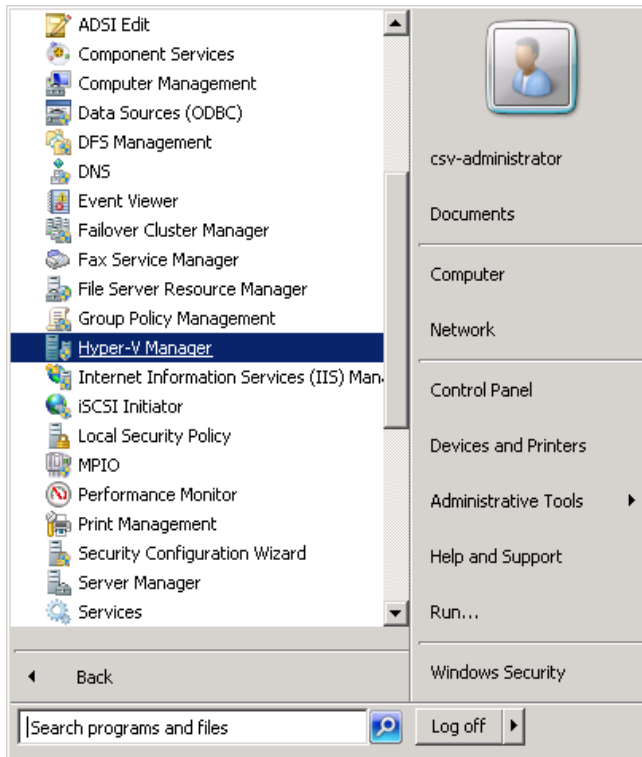 ADSI Edit
Component Services
Computer Management
Data Sources (ODBC)
DFS Management
DNS
Event Viewer
Failover Cluster Manager
Fax Service Manager
File Server Resource Manager
Group Policy Management
Hyper-V Manager
Internet Information Services (IIS) Man
iSCSI Initiator
Local Security Policy
MPIO
Performance Monitor
Print Management
Security Configuration Wizard
Server Manager
Services
Back
Search programs and files
csv-administrator
Documents
Computer
Network
Control Panel
Devices and Printers
Administrative Tools
Help and Support
Run...
Windows Security
Log off